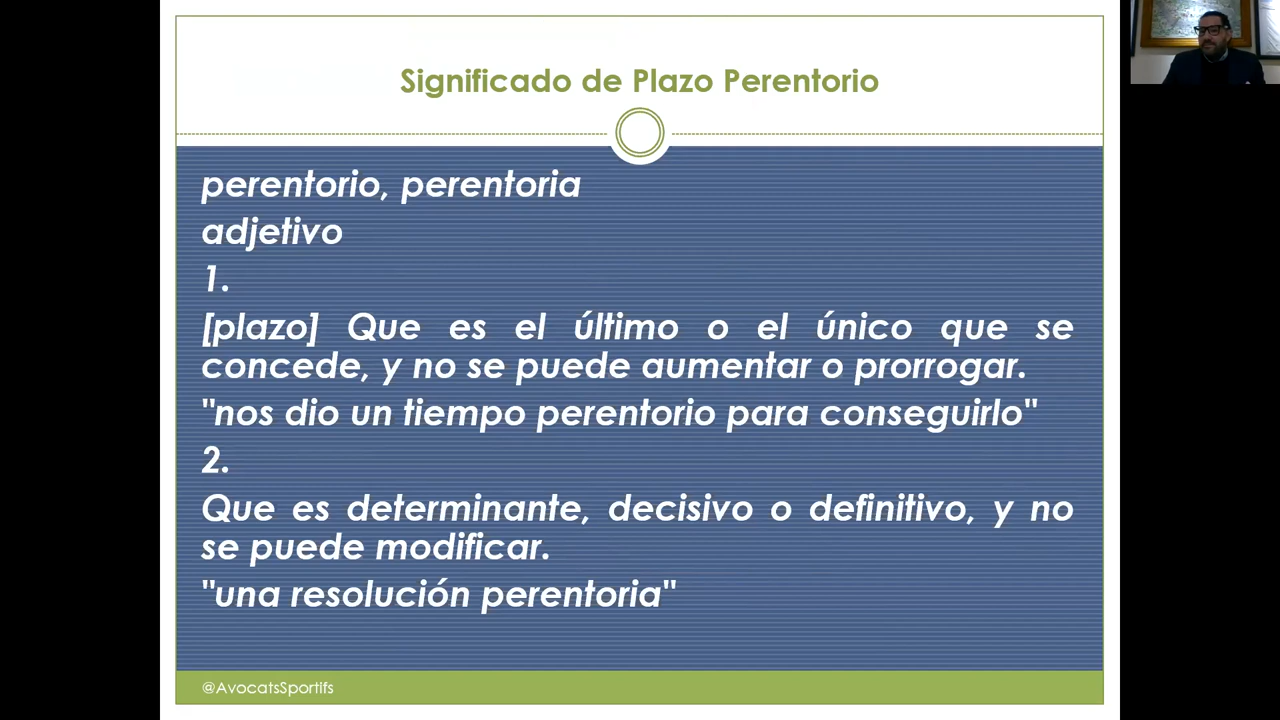 Significado de Plazo Perentorio
perentorio, perentoria
adjetivo
1.
[plazo] Que es el último o el único que se
concede, y no se puede aumentar o prorrogar.
"nos dio un tiempo perentorio para conseguirlo"
2.
Que es determinante, decisivo o definitivo, y no
se puede modificar.
"una resolución perentoria"
@AvocatsSportifs